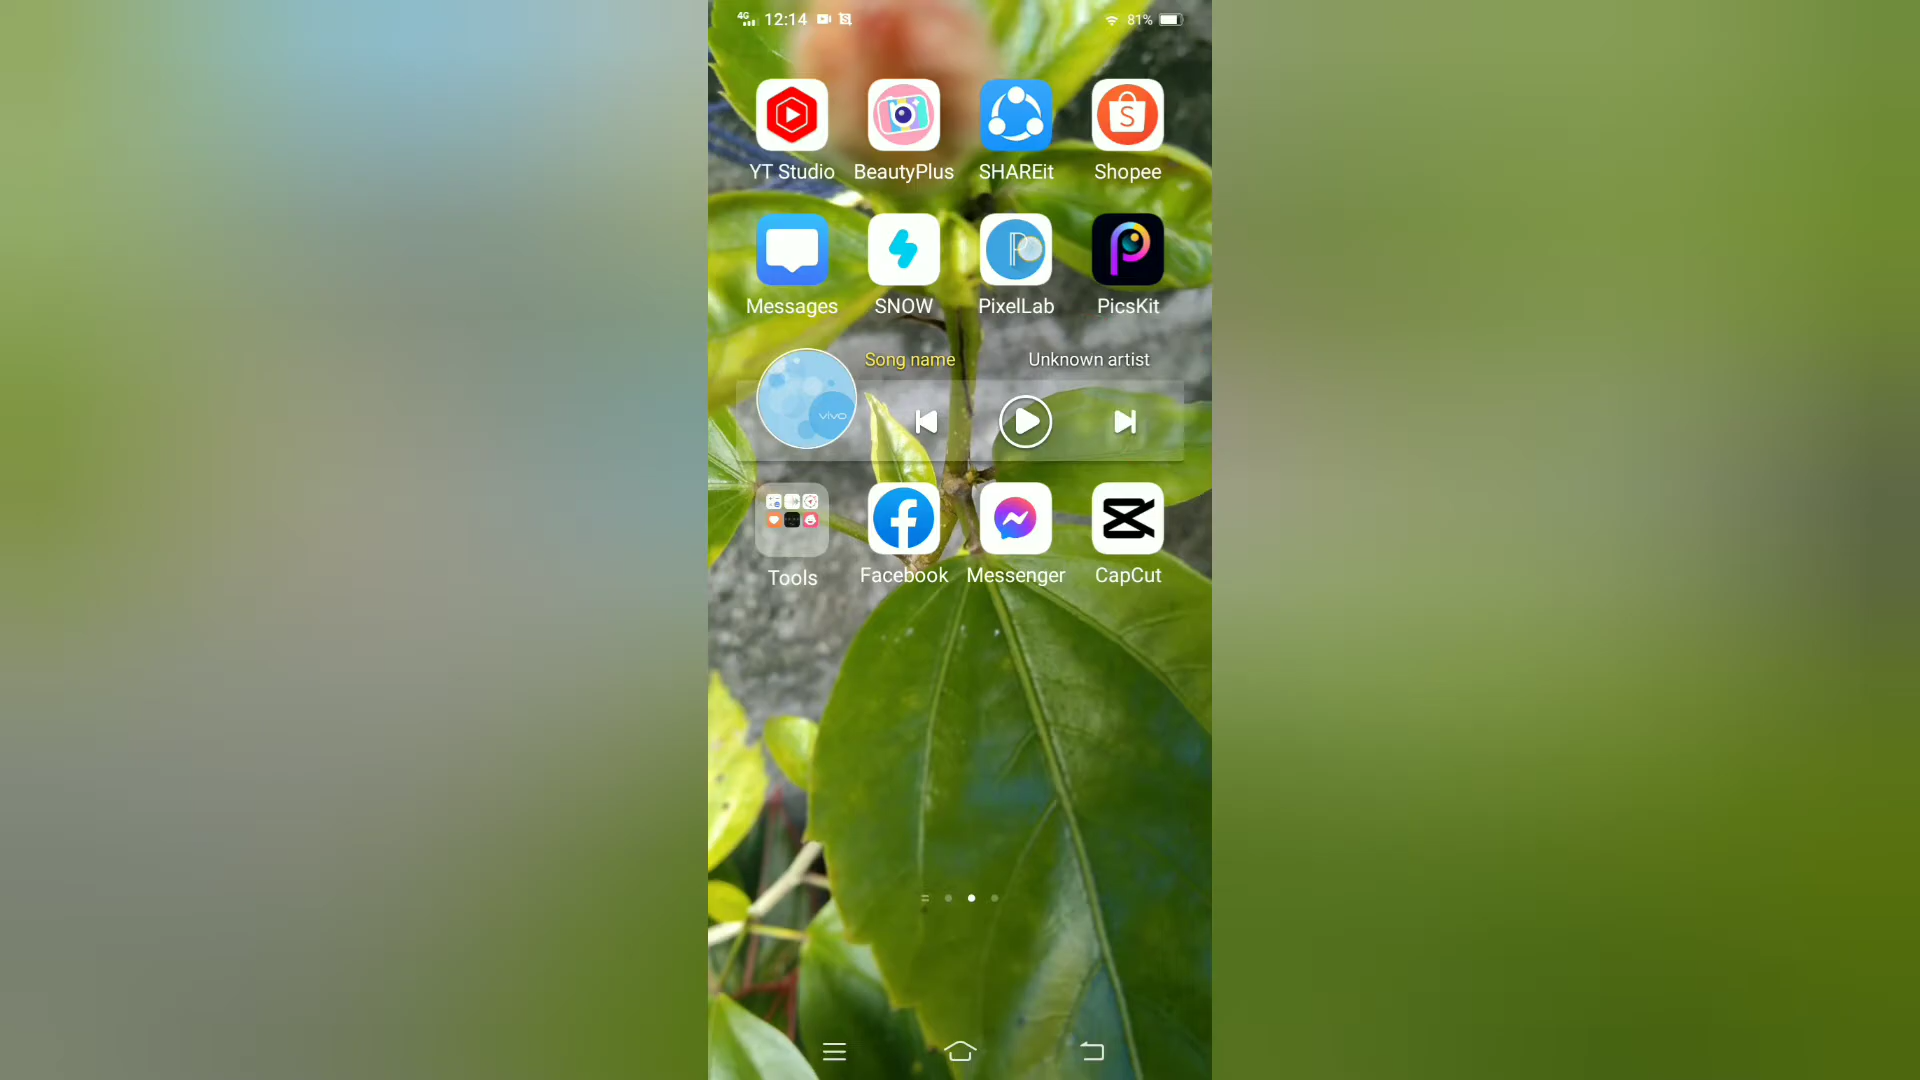 4G 12:14 81%
YT Studio BeautyPlus SHAREit Shopee
Messages SNOW PixelLab PicsKit
Song name Unknown artist
vivo
Tools Facebook Messenger CapCut